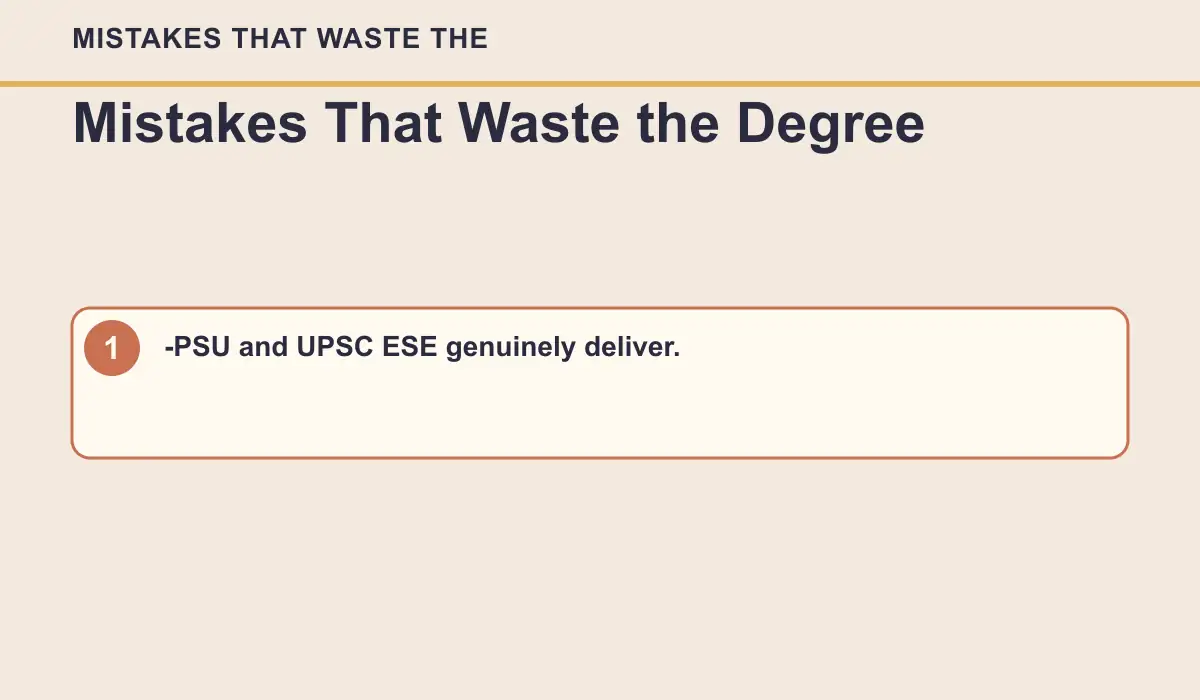 MISTAKES THAT WASTE THE
Mistakes That Waste the Degree
1
-PSU and UPSC ESE genuinely deliver.